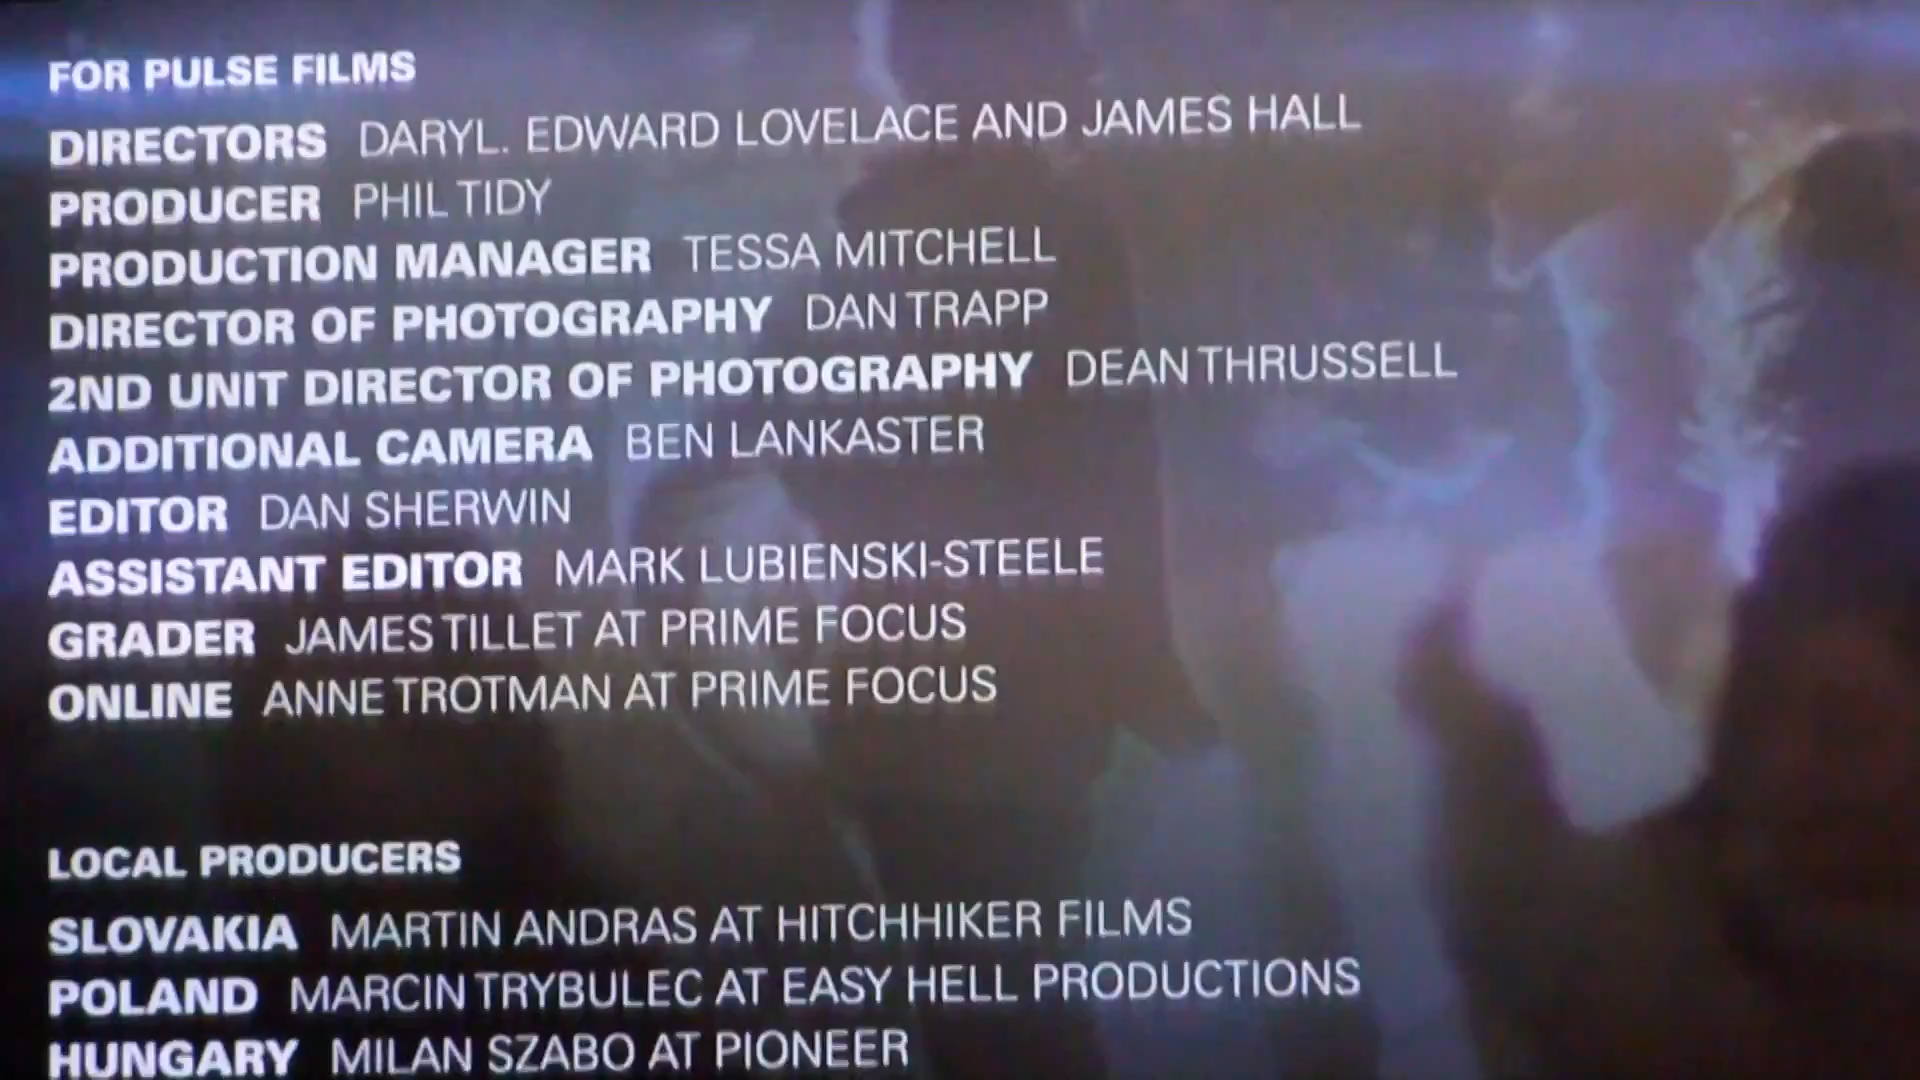 FOR PULSE FILMS
DIRECTORS DARYL. EDWARD LOVELACE AND JAMES HALL
PRODUCER PHIL TIDY
PRODUCTION MANAGER TESSA MITCHELL
DIRECTOR OF PHOTOGRAPHY DAN TRAPP
2ND UNIT DIRECTOR OF PHOTOGRAPHY DEAN THRUSSELL
ADDITIONAL CAMERA BEN LANKASTER
EDITOR DAN SHERWIN
ASSISTANT EDITOR MARK LUBIENSKI-STEELE
GRADER JAMES TILLET AT PRIME FOCUS
ONLINE ANNE TROTMAN AT PRIME FOCUS
LOCAL PRODUCERS
SLOVAKIA MARTIN ANDRAS AT HITCHHIKER FILMS
POLAND MARCIN TRYBULEC AT EASY HELL PRODUCTIONS
HUNGARY MILAN SZABO AT PIONEER